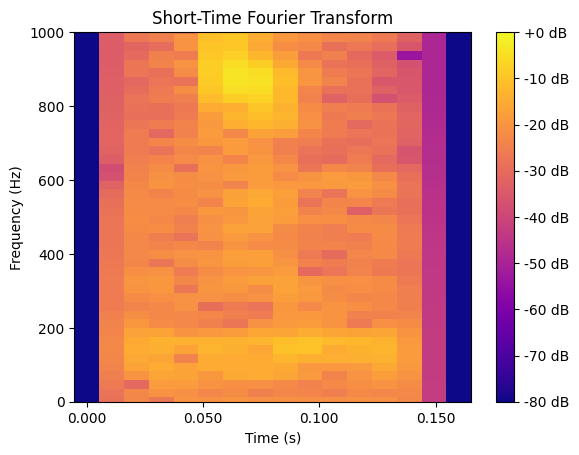 Short-Time Fourier Transform
Frequency (Hz)
1000
800
600
400
200
0
0.000
0.050
0.100
0.150
Time (s)
+0 dB
-10 dB
-20 dB
-30 dB
-40 dB
-50 dB
-60 dB
-70 dB
-80 dB